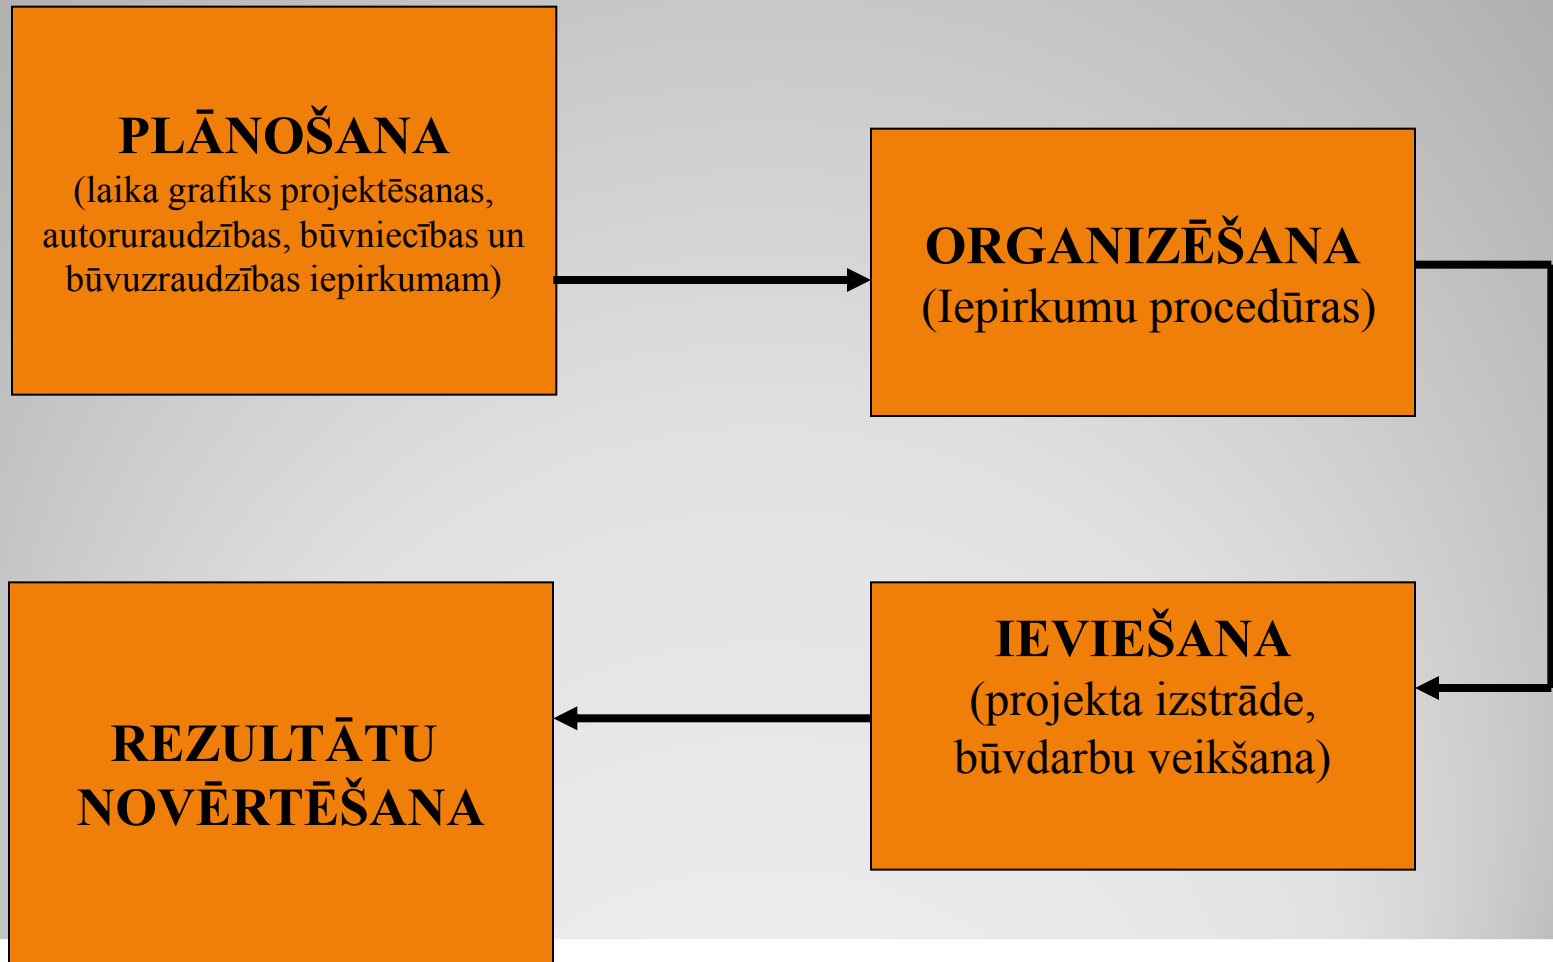 PLĀNOŠANA
(laika grafiks projektēsanas,
autoruraudzības, būvniecības un
būvuzraudzības iepirkumam)
ORGANIZĒŠANA
(Iepirkumu procedūras)
IEVIEŠANA
(projekta izstrāde,
būvdarbu veikšana)
REZULTĀTU
NOVĒRTĒŠANA